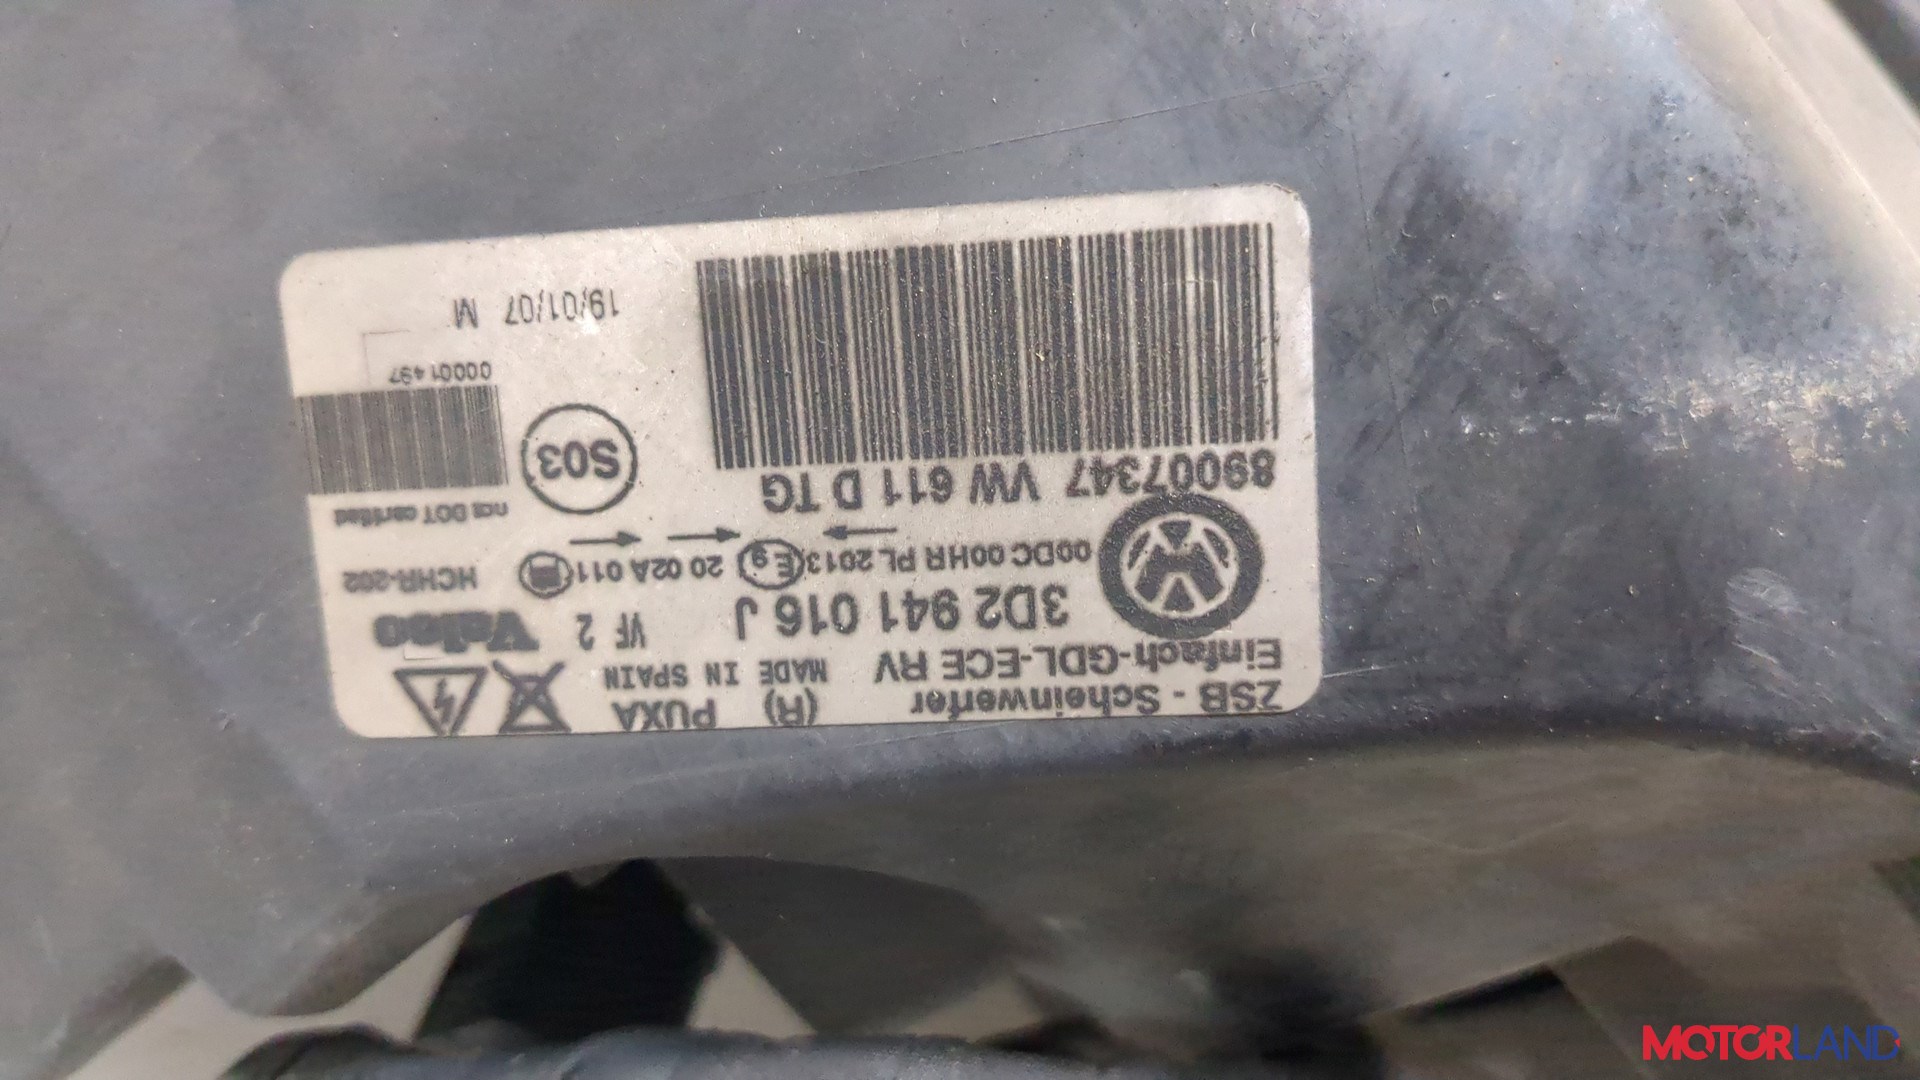 ZSB - Scheinwerfer (R) PUXA
Einfach-GDL-ECE RV MADE IN SPAIN
3D2 941 016 J VF 2 Valeo
00DC 00HR PL 2013 E9 20 02A 011 HCHR-202
89007347 VW 611 D TG
not DOT certified
S03
00001497
19/01/07 M
MOTORLAND